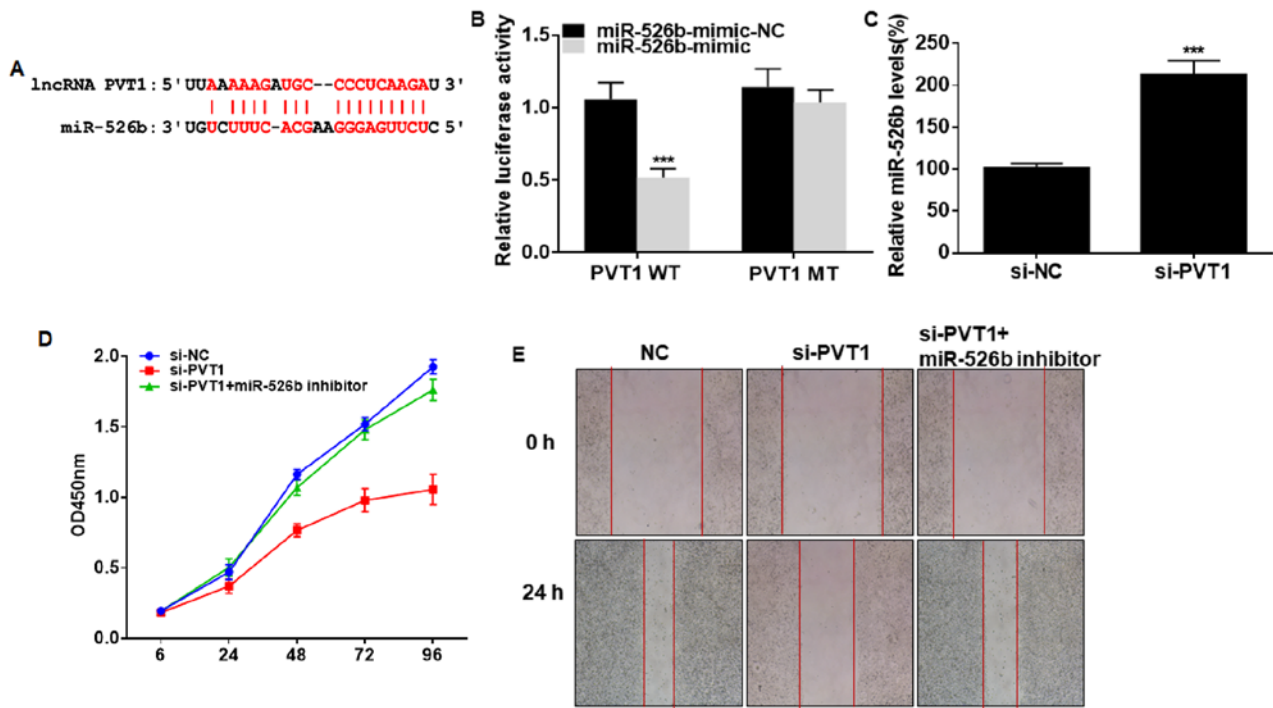 A
lncRNA PVT1: 5'UUAAAAAGAUGC--CCCUCAAGAU 3'
miR-526b: 3'UGUCUUUC-ACGAAGGGAGUUCUC 5'
B
Relative luciferase activity
miR-526b-mimic-NC
miR-526b-mimic
1.5
1.0
0.5
0.0
***
PVT1 WT
PVT1 MT
C
Relative miR-526b levels(%)
250
200
150
100
50
0
***
si-NC
si-PVT1
D
OD450nm
si-NC
si-PVT1
si-PVT1+miR-526b inhibitor
2.0
1.5
1.0
0.5
0.0
6
24
48
72
96
E
NC
si-PVT1
si-PVT1+
miR-526b inhibitor
0 h
24 h